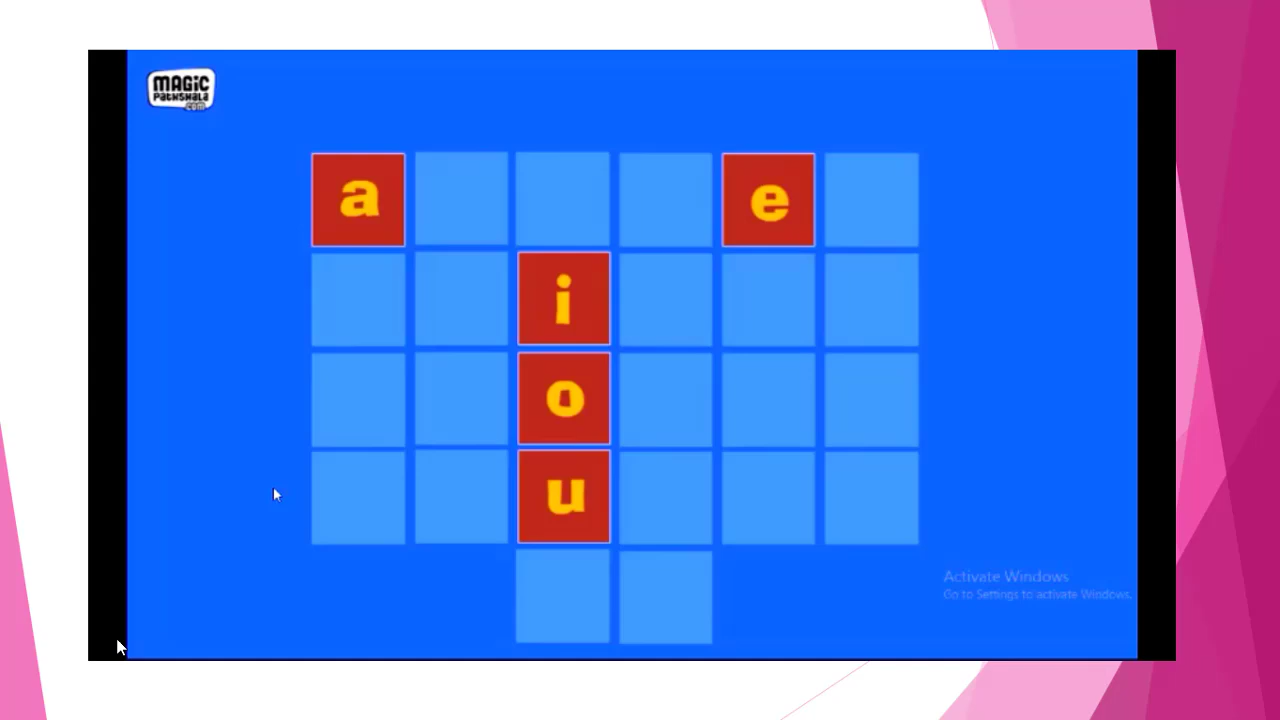 MAGIC
PATHSHALA
.COM
a e
i
o
u
Activate Windows
Go to Settings to activate Windows.